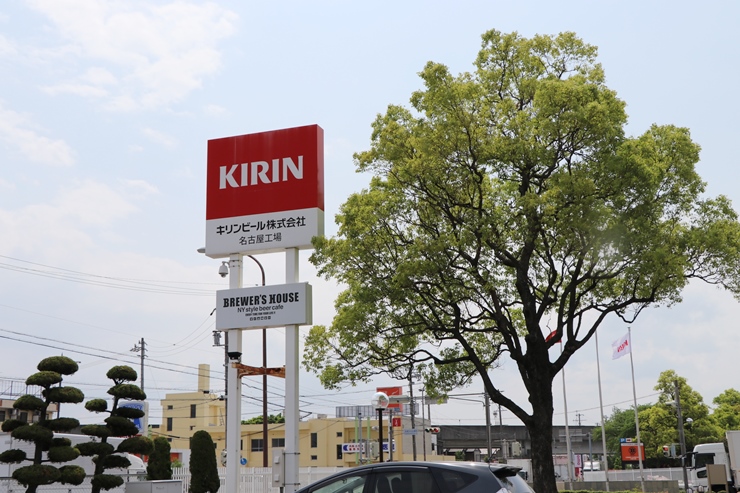 KIRIN
キリンビール株式会社
名古屋工場
BREWER'S HOUSE
NY style beer cafe
KIRIN